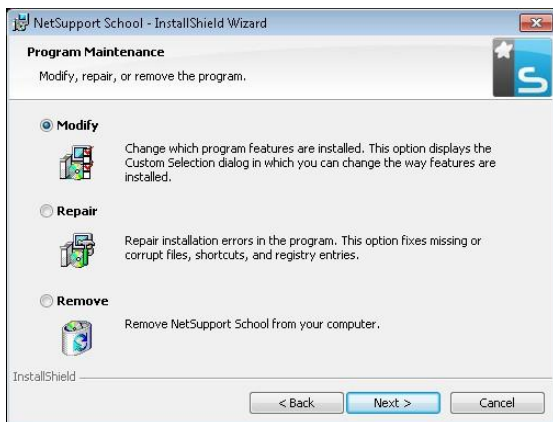 NetSupport School - InstallShield Wizard
Program Maintenance
Modify, repair, or remove the program.
S
Modify
Change which program features are installed. This option displays the
Custom Selection dialog in which you can change the way features are
installed.
Repair
Repair installation errors in the program. This option fixes missing or
corrupt files, shortcuts, and registry entries.
Remove
Remove NetSupport School from your computer.
InstallShield
< Back
Next >
Cancel